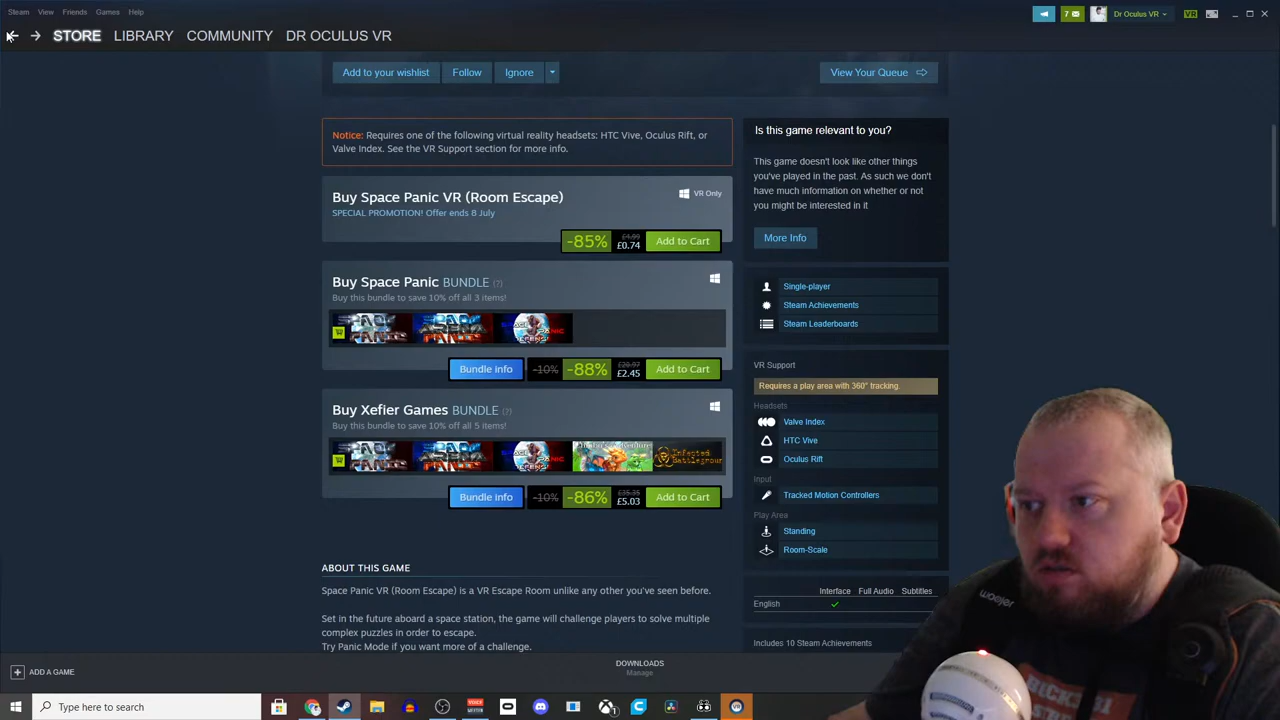 Steam View Friends Games Help
7 Dr Oculus VR VR
STORE LIBRARY COMMUNITY DR OCULUS VR
Add to your wishlist Follow Ignore View Your Queue
Notice: Requires one of the following virtual reality headsets: HTC Vive, Oculus Rift, or
Valve Index. See the VR Support section for more info.
Buy Space Panic VR (Room Escape) VR Only
SPECIAL PROMOTION! Offer ends 8 July
-85% £4.99 £0.74 Add to Cart
Buy Space Panic BUNDLE (?)
Buy this bundle to save 10% off all 3 items!
Bundle info -10% -88% £20.97 £2.45 Add to Cart
Buy Xefier Games BUNDLE (?)
Buy this bundle to save 10% off all 5 items!
Infected
Battleground
Bundle info -10% -86% £35.35 £5.03 Add to Cart
ABOUT THIS GAME
Space Panic VR (Room Escape) is a VR Escape Room unlike any other you've seen before.
Set in the future aboard a space station, the game will challenge players to solve multiple
complex puzzles in order to escape.
Try Panic Mode if you want more of a challenge.
Is this game relevant to you?
This game doesn't look like other things
you've played in the past. As such we don't
have much information on whether or not
you might be interested in it
More Info
Single-player
Steam Achievements
Steam Leaderboards
VR Support
Requires a play area with 360° tracking.
Headsets
Valve Index
HTC Vive
Oculus Rift
Input
Tracked Motion Controllers
Play Area
Standing
Room-Scale
Interface Full Audio Subtitles
English ✓
Includes 10 Steam Achievements
woojer
+ ADD A GAME
DOWNLOADS
Manage
Type here to search